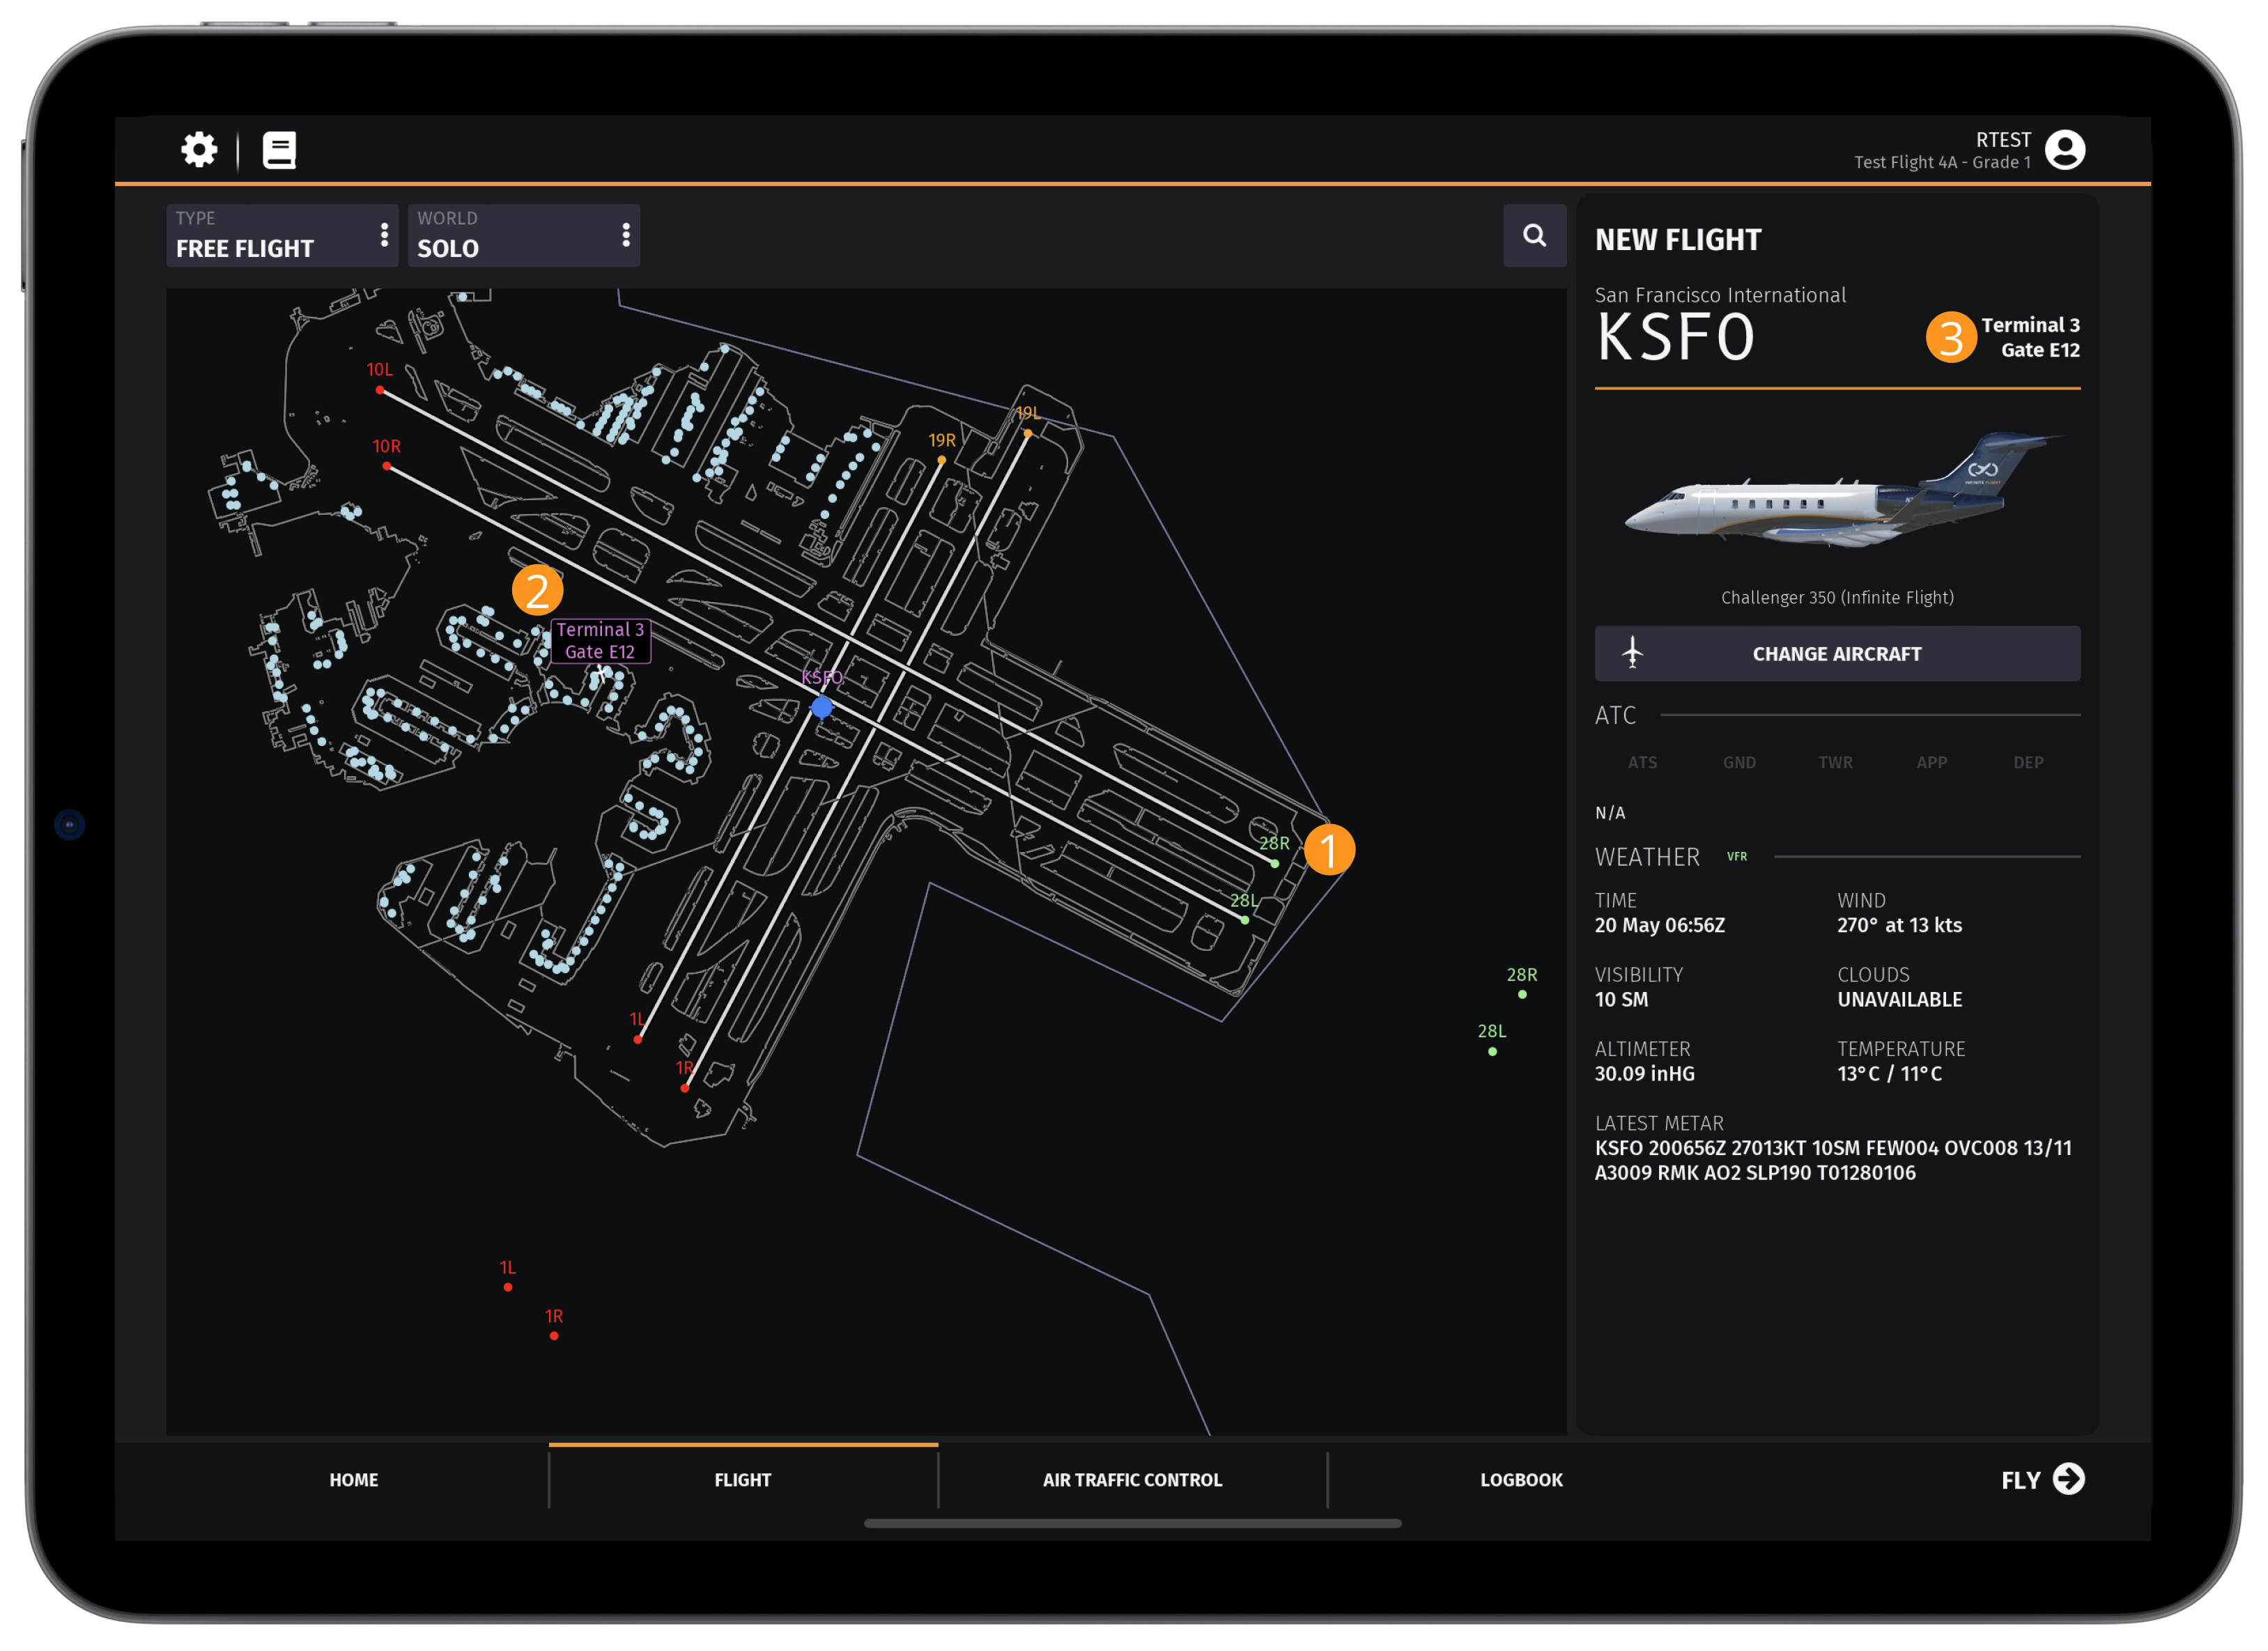 RTEST
Test Flight 4A - Grade 1
TYPE
FREE FLIGHT
WORLD
SOLO
10L
10R
19R
19L
2
Terminal 3
Gate E12
KSFO
28R
1
28L
28R
28L
1L
1R
1L
1R
NEW FLIGHT
San Francisco International
KSFO
3
Terminal 3
Gate E12
Challenger 350 (Infinite Flight)
CHANGE AIRCRAFT
ATC
ATS GND TWR APP DEP
N/A
WEATHER VFR
TIME
20 May 06:56Z
WIND
270° at 13 kts
VISIBILITY
10 SM
CLOUDS
UNAVAILABLE
ALTIMETER
30.09 inHG
TEMPERATURE
13°C / 11°C
LATEST METAR
KSFO 200656Z 27013KT 10SM FEW004 OVC008 13/11
A3009 RMK AO2 SLP190 T01280106
HOME
FLIGHT
AIR TRAFFIC CONTROL
LOGBOOK
FLY